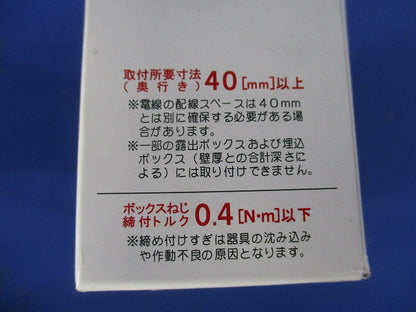 取付所要寸法
(奥行き) 40[mm]以上
※電線の配線スペースは40mm
とは別に確保する必要がある場
合があります。
※一部の露出ボックスおよび埋込
ボックス(壁厚との合計深さに
よる)には取り付けできません。
ボックスねじ
締付トルク 0.4[N・m]以下
※締め付けすぎは器具の沈み込み
や作動不良の原因となります。